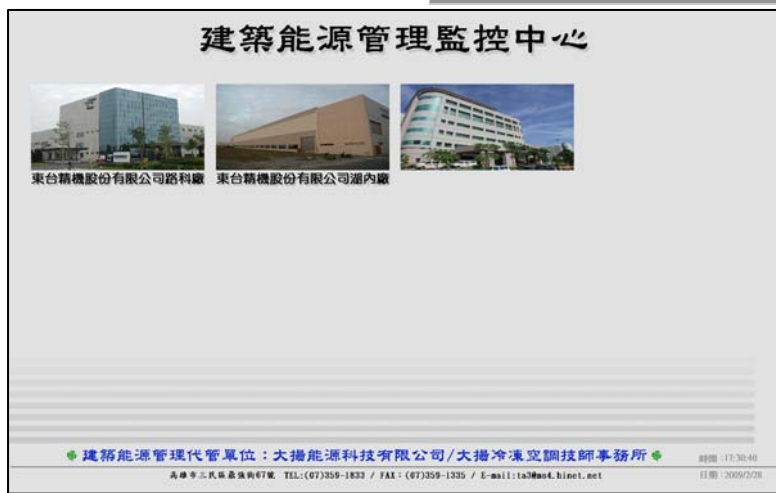 建築能源管理監控中心
東台精機股份有限公司路科廠
東台精機股份有限公司湖內廠
建築能源管理代管單位：大揚能源科技有限公司/大揚冷凍空調技師事務所
高雄市三民區鼎強街67號 TEL:(07)359-1833 / FAX：(07)359-1335 / E-mail:ta3@ms4.hinet.net
時間 :17:30:40
日期 :2009/2/28